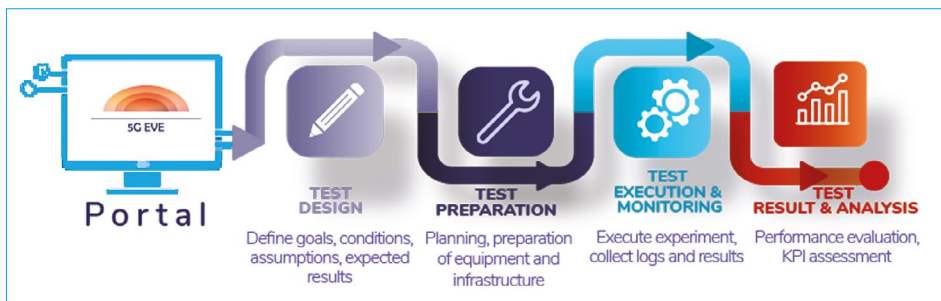 5G EVE
Portal
TEST
DESIGN
Define goals, conditions,
assumptions, expected
results
TEST
PREPARATION
Planning, preparation
of equipment and
infrastructure
TEST
EXECUTION &
MONITORING
Execute experiment,
collect logs and results
TEST
RESULT & ANALYSIS
Performance evaluation,
KPI assessment